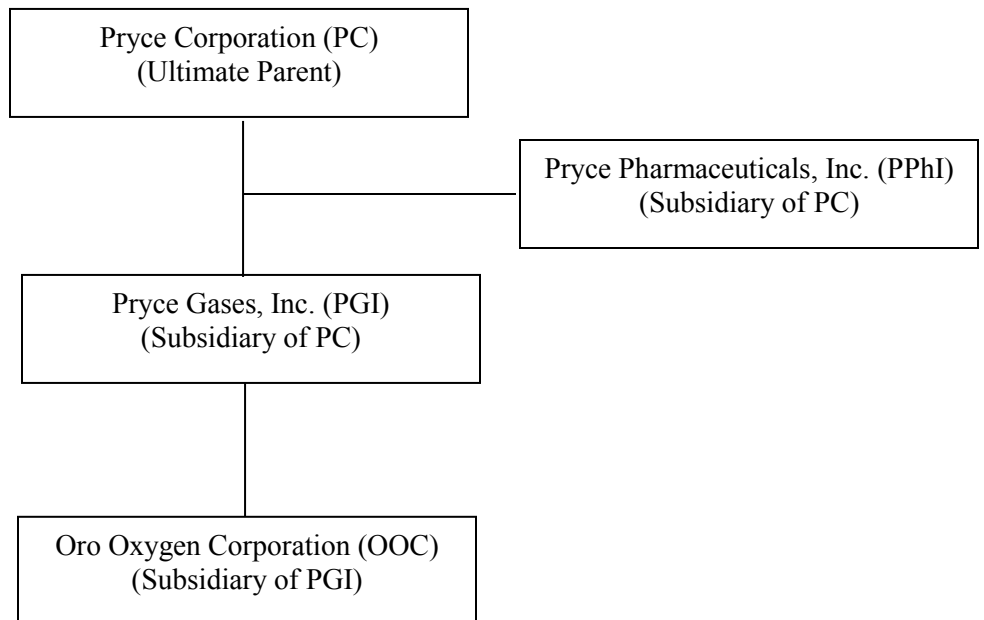 Pryce Corporation (PC)
(Ultimate Parent)
Pryce Pharmaceuticals, Inc. (PPhI)
(Subsidiary of PC)
Pryce Gases, Inc. (PGI)
(Subsidiary of PC)
Oro Oxygen Corporation (OOC)
(Subsidiary of PGI)